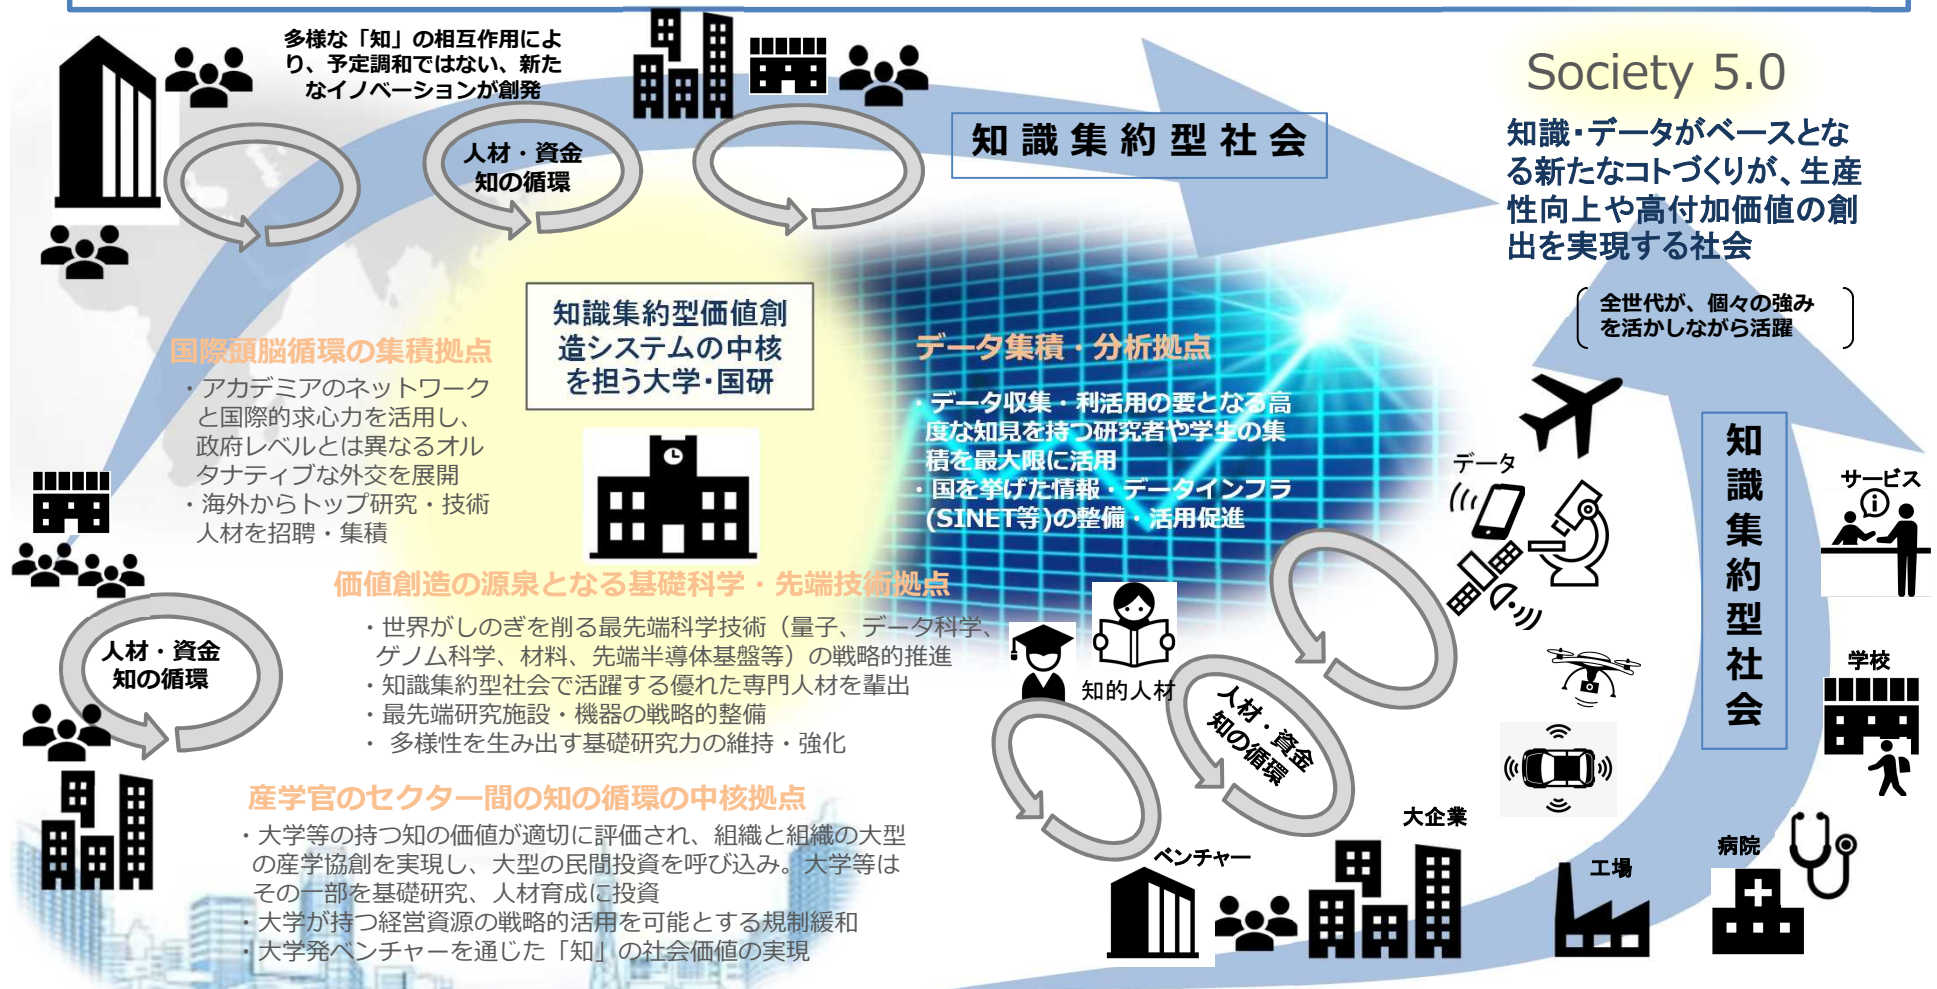 多様な「知」の相互作用によ
り、予定調和ではない、新た
なイノベーションが創発
人材・資金
知の循環
知識集約型社会
Society 5.0
知識・データがベースとな
る新たなコトづくりが、生産
性向上や高付加価値の創
出を実現する社会
全世代が、個々の強み
を活かしながら活躍
知識集約型価値創
造システムの中核
を担う大学・国研
国際頭脳循環の集積拠点
・アカデミアのネットワーク
と国際的求心力を活用し、
政府レベルとは異なるオル
タナティブな外交を展開
・海外からトップ研究・技術
人材を招聘・集積
データ集積・分析拠点
・データ収集・利活用の要となる高
度な知見を持つ研究者や学生の集
積を最大限に活用
・国を挙げた情報・データインフラ
(SINET等)の整備・活用促進
価値創造の源泉となる基礎科学・先端技術拠点
・世界がしのぎを削る最先端科学技術（量子、データ科学、
ゲノム科学、材料、先端半導体基盤等）の戦略的推進
・知識集約型社会で活躍する優れた専門人材を輩出
・最先端研究施設・機器の戦略的整備
・ 多様性を生み出す基礎研究力の維持・強化
人材・資金
知の循環
産学官のセクター間の知の循環の中核拠点
・大学等の持つ知の価値が適切に評価され、組織と組織の大型
の産学協創を実現し、大型の民間投資を呼び込み。大学等は
その一部を基礎研究、人材育成に投資
・大学が持つ経営資源の戦略的活用を可能とする規制緩和
・大学発ベンチャーを通じた「知」の社会価値の実現
知的人材
人材・資金
知の循環
データ
知識集約型社会
サービス
学校
病院
工場
大企業
ベンチャー